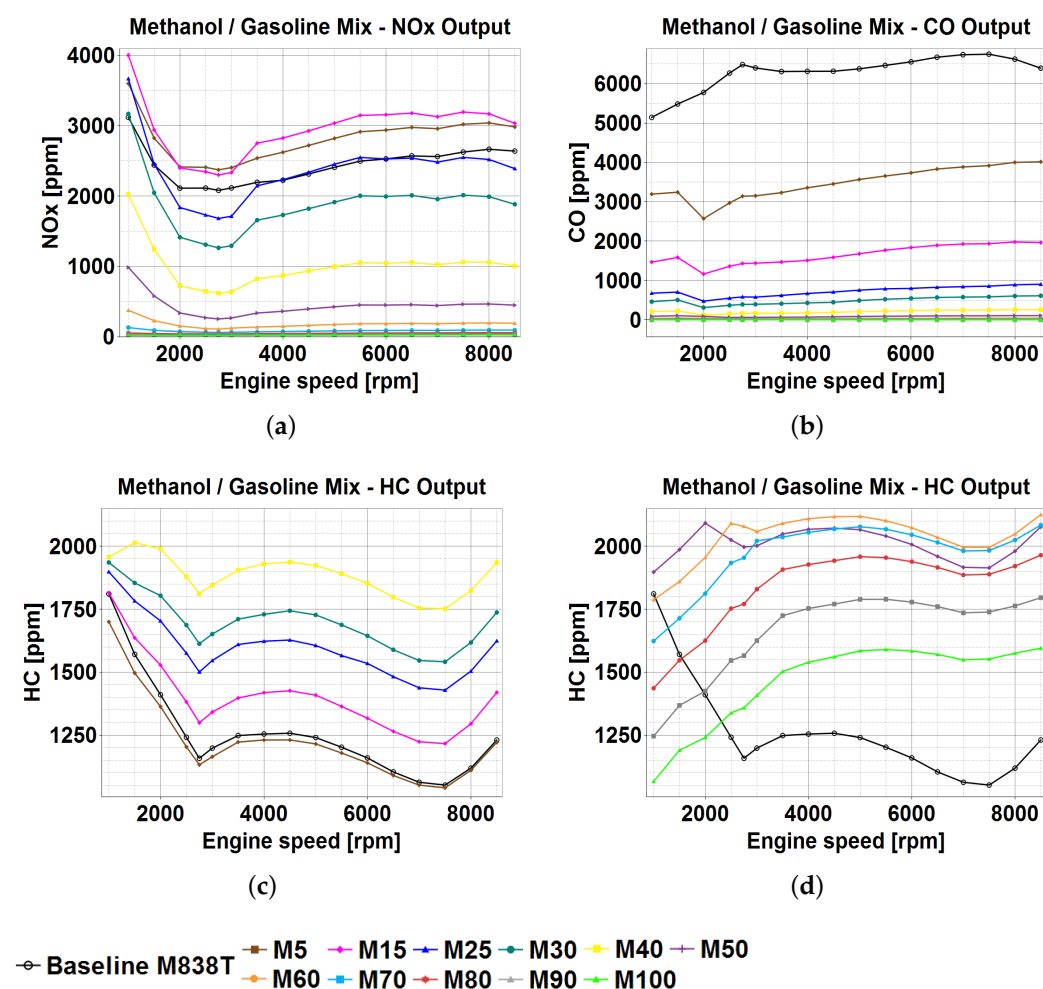 Methanol / Gasoline Mix - NOx Output
NOx [ppm]
4000
3000
2000
1000
0
2000 4000 6000 8000
Engine speed [rpm]
(a)
Methanol / Gasoline Mix - CO Output
CO [ppm]
6000
5000
4000
3000
2000
1000
0
2000 4000 6000 8000
Engine speed [rpm]
(b)
Methanol / Gasoline Mix - HC Output
HC [ppm]
2000
1750
1500
1250
2000 4000 6000 8000
Engine speed [rpm]
(c)
Methanol / Gasoline Mix - HC Output
HC [ppm]
2000
1750
1500
1250
2000 4000 6000 8000
Engine speed [rpm]
(d)
Baseline M838T
M5 M15 M25 M30 M40 M50
M60 M70 M80 M90 M100